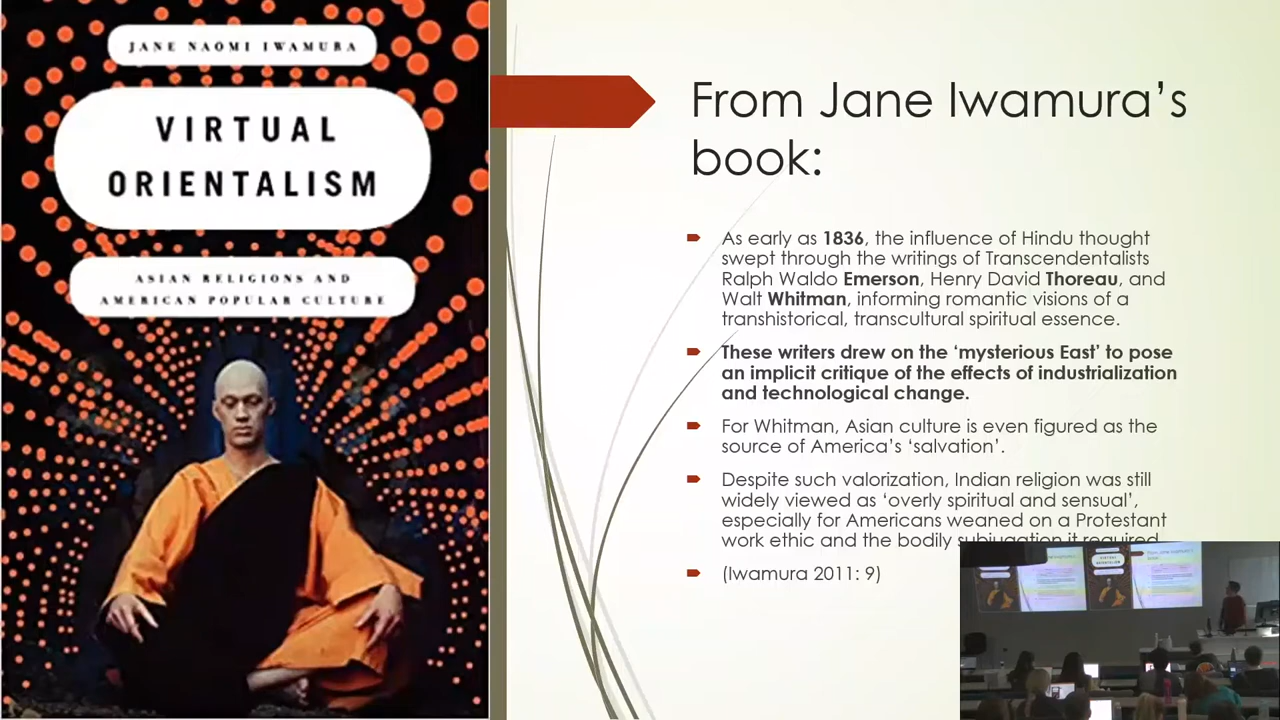 JANE NAOMI IWAMURA
VIRTUAL
ORIENTALISM
ASIAN RELIGIONS AND
AMERICAN POPULAR CULTURE
From Jane Iwamura’s
book:
As early as 1836, the influence of Hindu thought
swept through the writings of Transcendentalists
Ralph Waldo Emerson, Henry David Thoreau, and
Walt Whitman, informing romantic visions of a
transhistorical, transcultural spiritual essence.
These writers drew on the ‘mysterious East’ to pose
an implicit critique of the effects of industrialization
and technological change.
For Whitman, Asian culture is even figured as the
source of America’s ‘salvation’.
Despite such valorization, Indian religion was still
widely viewed as ‘overly spiritual and sensual’,
especially for Americans weaned on a Protestant
work ethic and the bodily subjugation it required.
(Iwamura 2011: 9)